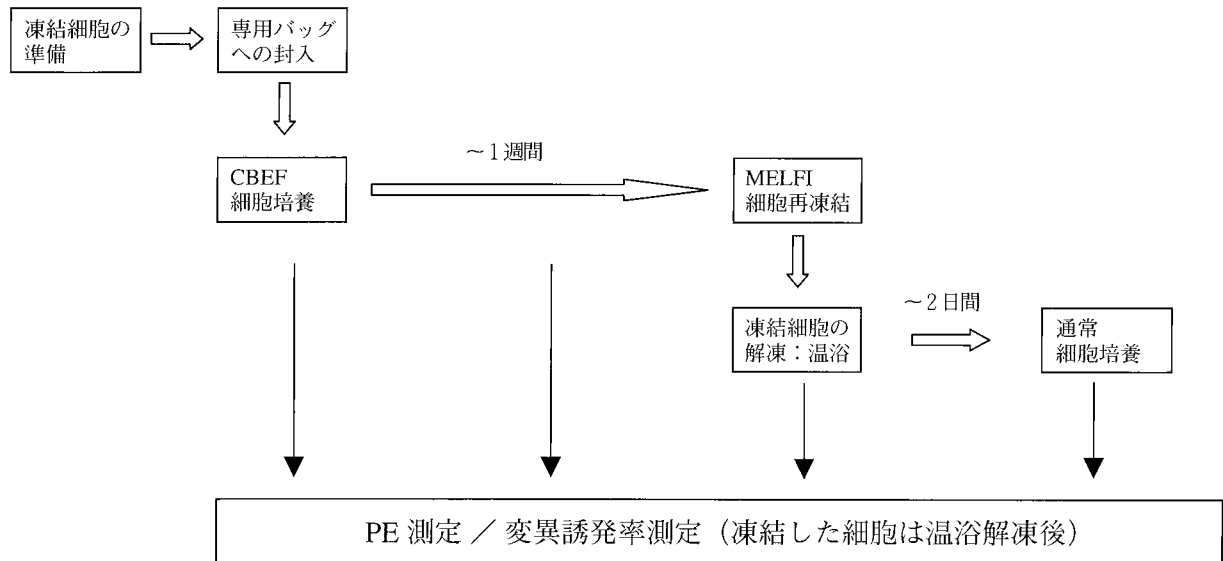 凍結細胞の
準備
専用バッグ
への封入
CBEF
細胞培養
～1週間
MELFI
細胞再凍結
凍結細胞の
解凍：温浴
～2日間
通常
細胞培養
PE 測定 ／ 変異誘発率測定（凍結した細胞は温浴解凍後）